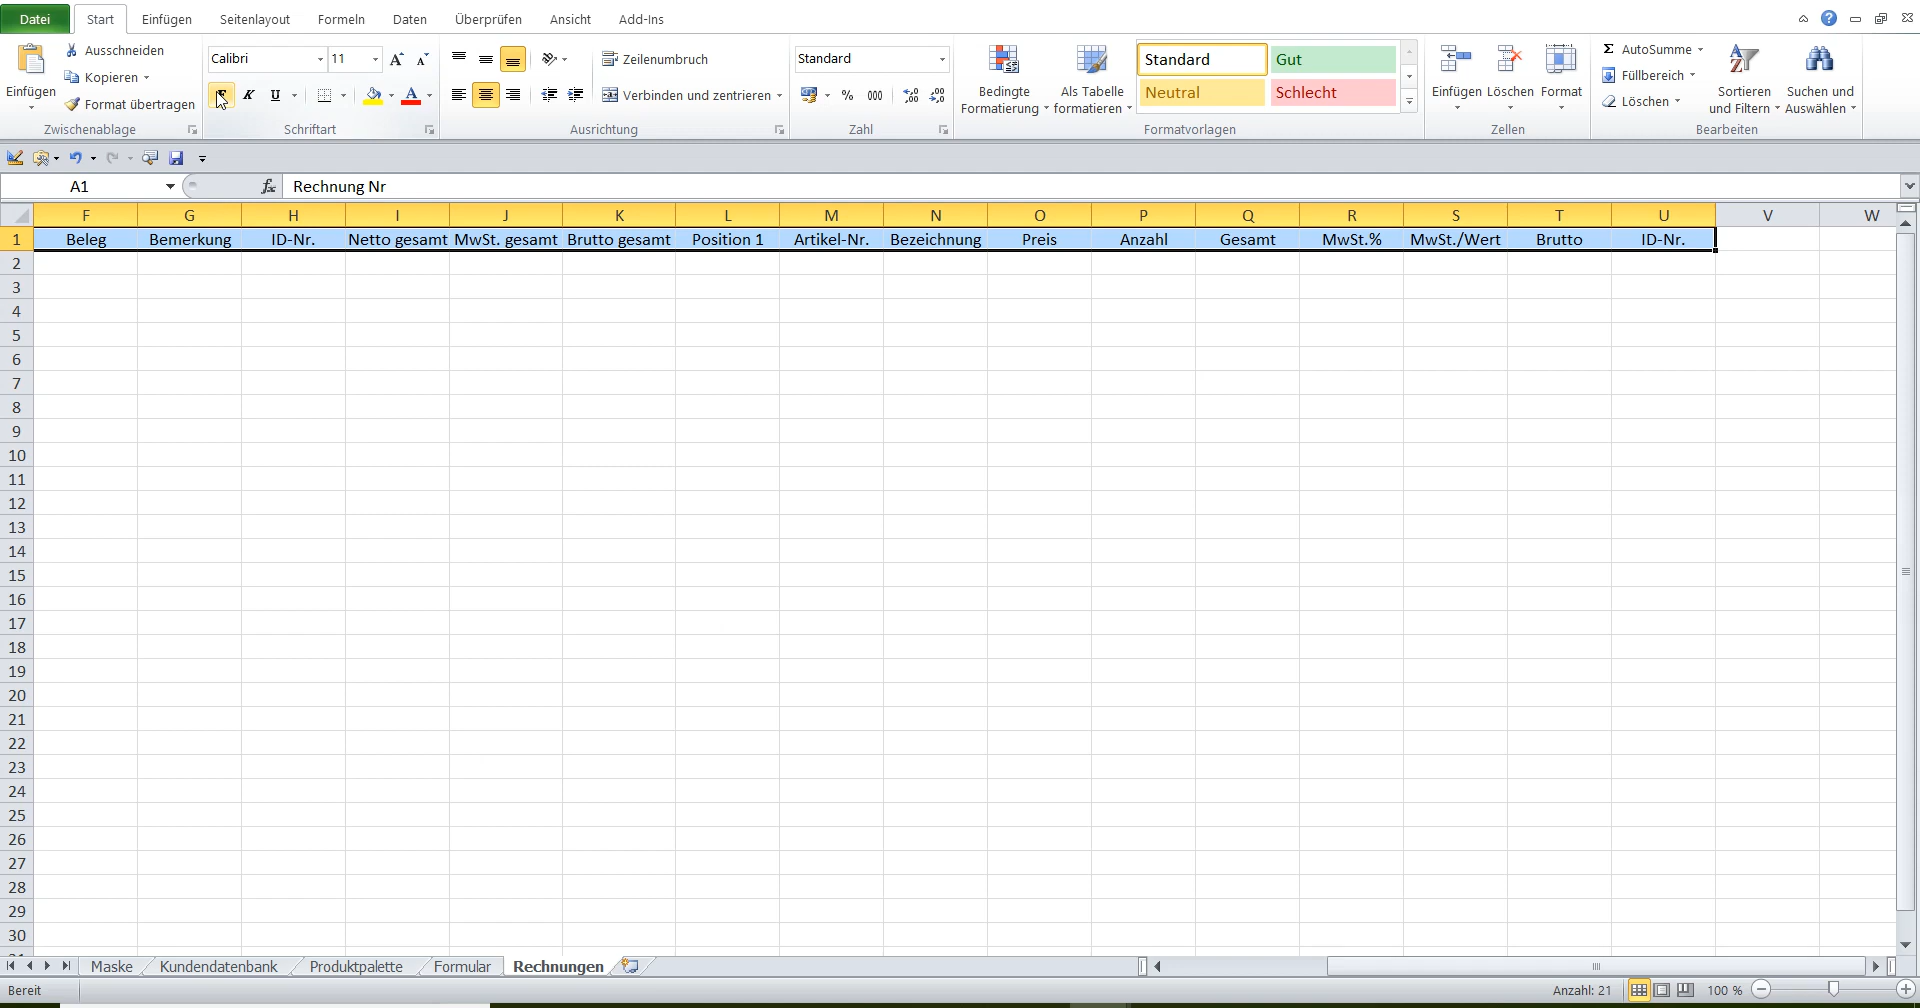 Datei Start Einfügen Seitenlayout Formeln Daten Überprüfen Ansicht Add-Ins
Einfügen
Ausschneiden
Kopieren
Format übertragen
Zwischenablage
Calibri 11
K U
Schriftart
Zeilenumbruch
Verbinden und zentrieren
Ausrichtung
Standard
% 000
Zahl
Bedingte Formatierung
Als Tabelle formatieren
Standard Gut
Neutral Schlecht
Formatvorlagen
Einfügen Löschen Format
Zellen
Σ AutoSumme
Füllbereich
Löschen
Sortieren und Filtern
Suchen und Auswählen
Bearbeiten
A1 fx Rechnung Nr
F G H I J K L M N O P Q R S T U V W
1 Beleg Bemerkung ID-Nr. Netto gesamt MwSt. gesamt Brutto gesamt Position 1 Artikel-Nr. Bezeichnung Preis Anzahl Gesamt MwSt.% MwSt./Wert Brutto ID-Nr.
2
3
4
5
6
7
8
9
10
11
12
13
14
15
16
17
18
19
20
21
22
23
24
25
26
27
28
29
30
Maske Kundendatenbank Produktpalette Formular Rechnungen
Bereit Anzahl: 21 100 %